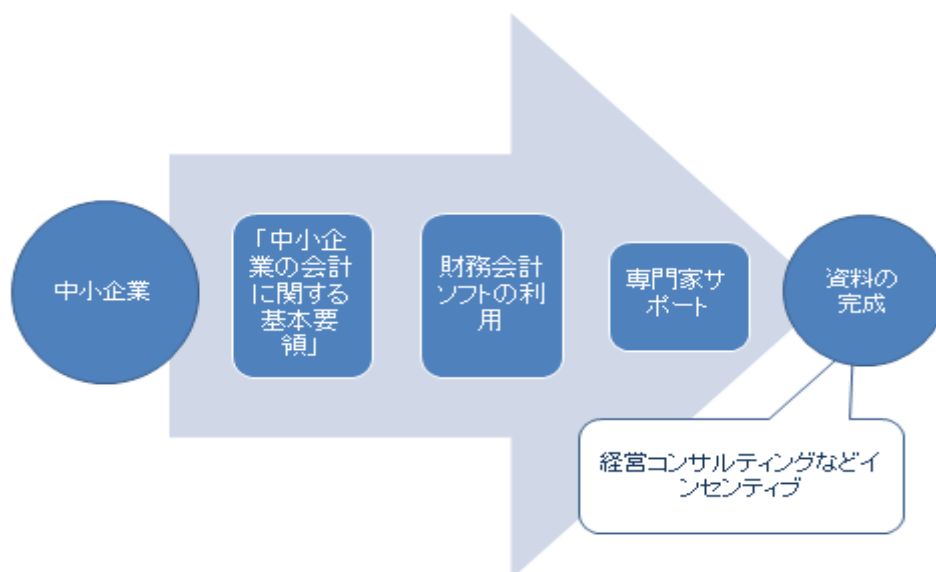 中小企業
「中小企
業の会計
に関する
基本要
領」
財務会計
ソフトの利
用
専門家サ
ポート
資料の
完成
経営コンサルティングなどイ
ンセンティブ